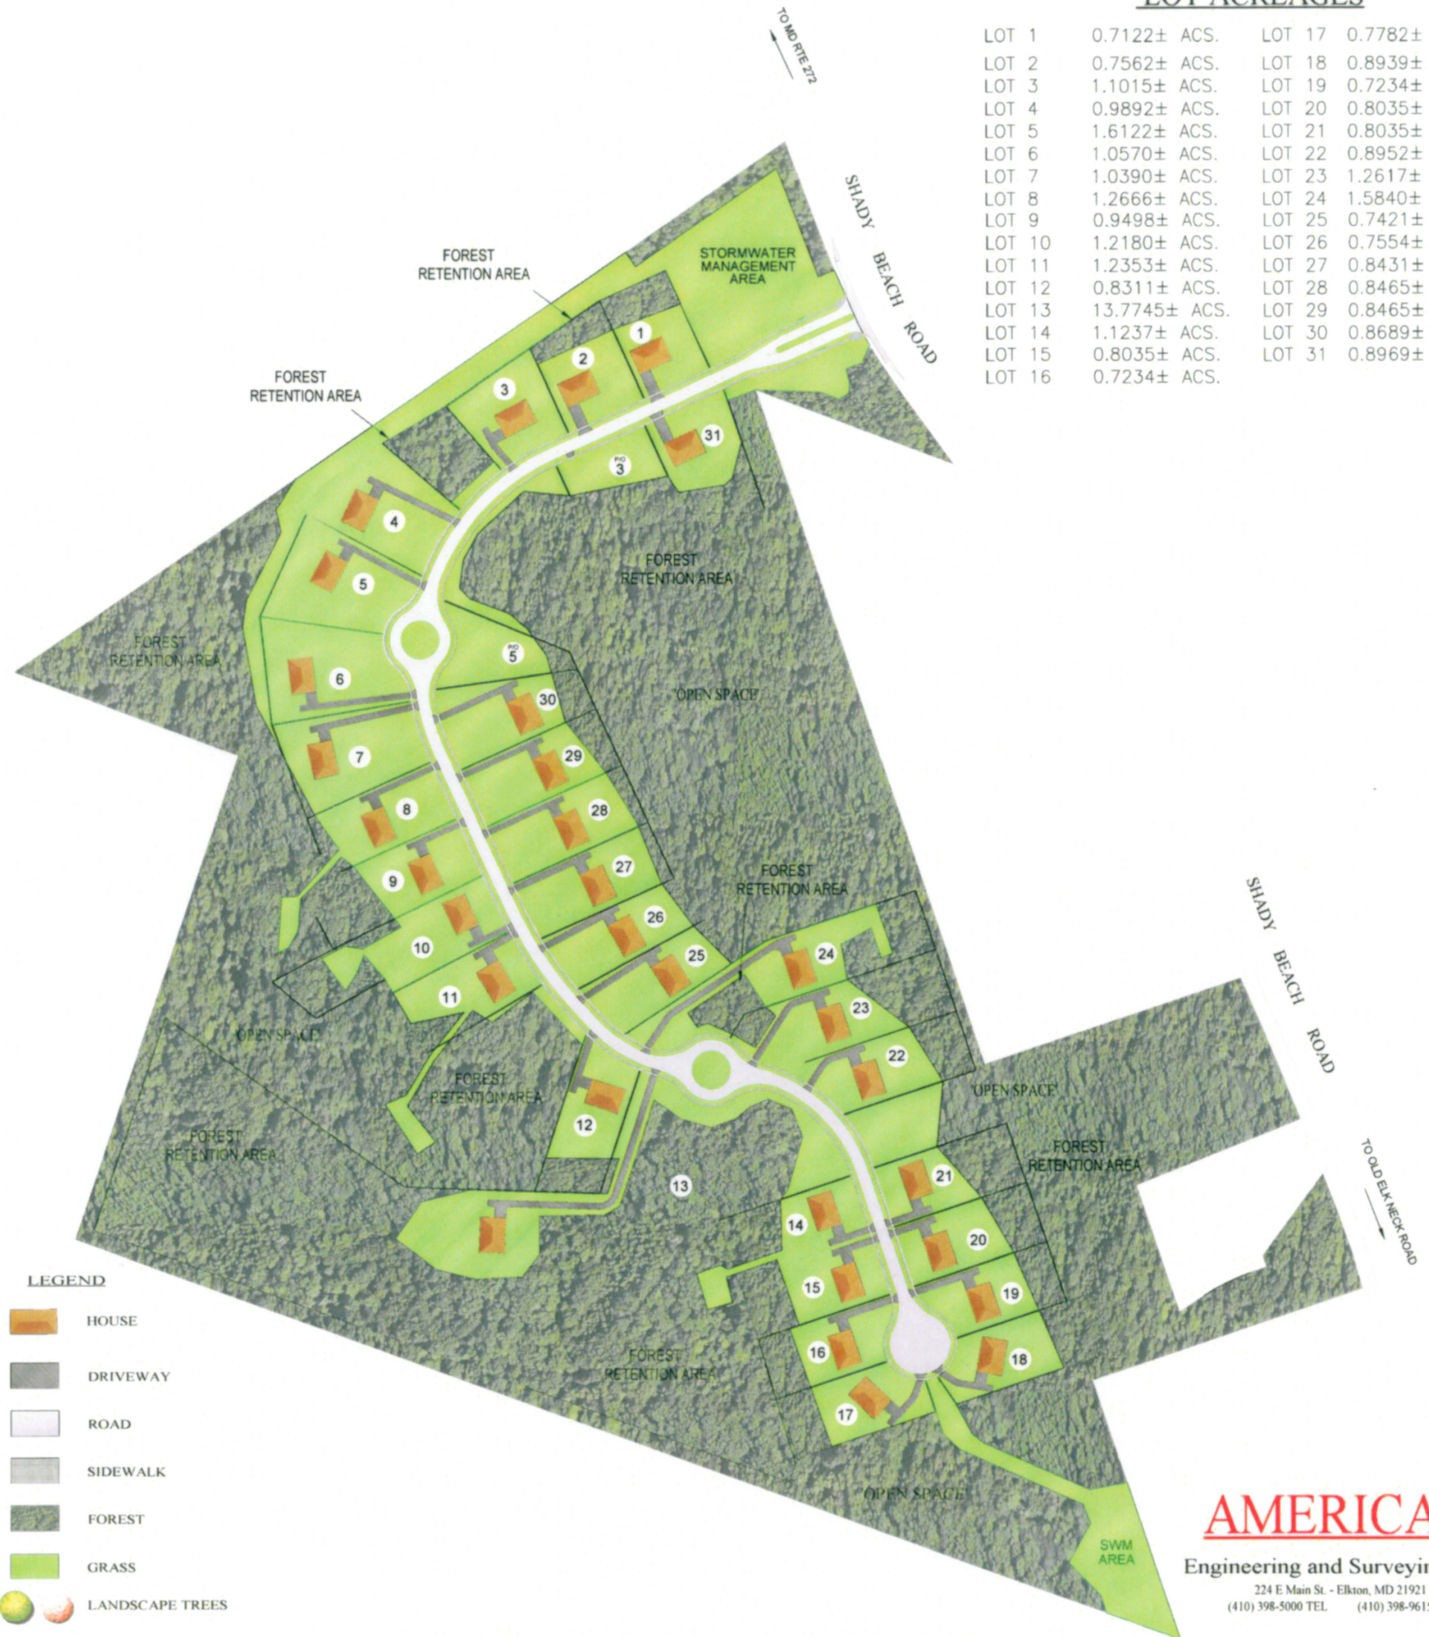 LOT ACREAGES
LOT 1 0.7122± ACS. LOT 17 0.7782±
LOT 2 0.7562± ACS. LOT 18 0.8939±
LOT 3 1.1015± ACS. LOT 19 0.7234±
LOT 4 0.9892± ACS. LOT 20 0.8035±
LOT 5 1.6122± ACS. LOT 21 0.8035±
LOT 6 1.0570± ACS. LOT 22 0.8952±
LOT 7 1.0390± ACS. LOT 23 1.2617±
LOT 8 1.2666± ACS. LOT 24 1.5840±
LOT 9 0.9498± ACS. LOT 25 0.7421±
LOT 10 1.2180± ACS. LOT 26 0.7554±
LOT 11 1.2353± ACS. LOT 27 0.8431±
LOT 12 0.8311± ACS. LOT 28 0.8465±
LOT 13 13.7745± ACS. LOT 29 0.8465±
LOT 14 1.1237± ACS. LOT 30 0.8689±
LOT 15 0.8035± ACS. LOT 31 0.8969±
LOT 16 0.7234± ACS.
TO MD RTE 272
SHADY BEACH ROAD
STORMWATER
MANAGEMENT
AREA
FOREST
RETENTION AREA
1
2
3
FOREST
RETENTION AREA
31
P/O
3
4
5
FOREST
RETENTION AREA
FOREST
RETENTION AREA
P/O
5
6
"OPEN SPACE"
30
7
29
8
28
27
9
FOREST
RETENTION AREA
26
10
25
24
11
23
"OPEN SPACE"
22
SHADY BEACH ROAD
FOREST
RETENTION AREA
"OPEN SPACE"
12
FOREST
RETENTION AREA
FOREST
RETENTION AREA
13
21
14
20
TO OLD ELK NECK ROAD
15
19
16
18
FOREST
RETENTION AREA
17
"OPEN SPACE"
SWM
AREA
LEGEND
HOUSE
DRIVEWAY
ROAD
SIDEWALK
FOREST
GRASS
LANDSCAPE TREES
AMERICA
Engineering and Surveyin
224 E Main St. - Elkton, MD 21921
(410) 398-5000 TEL (410) 398-961